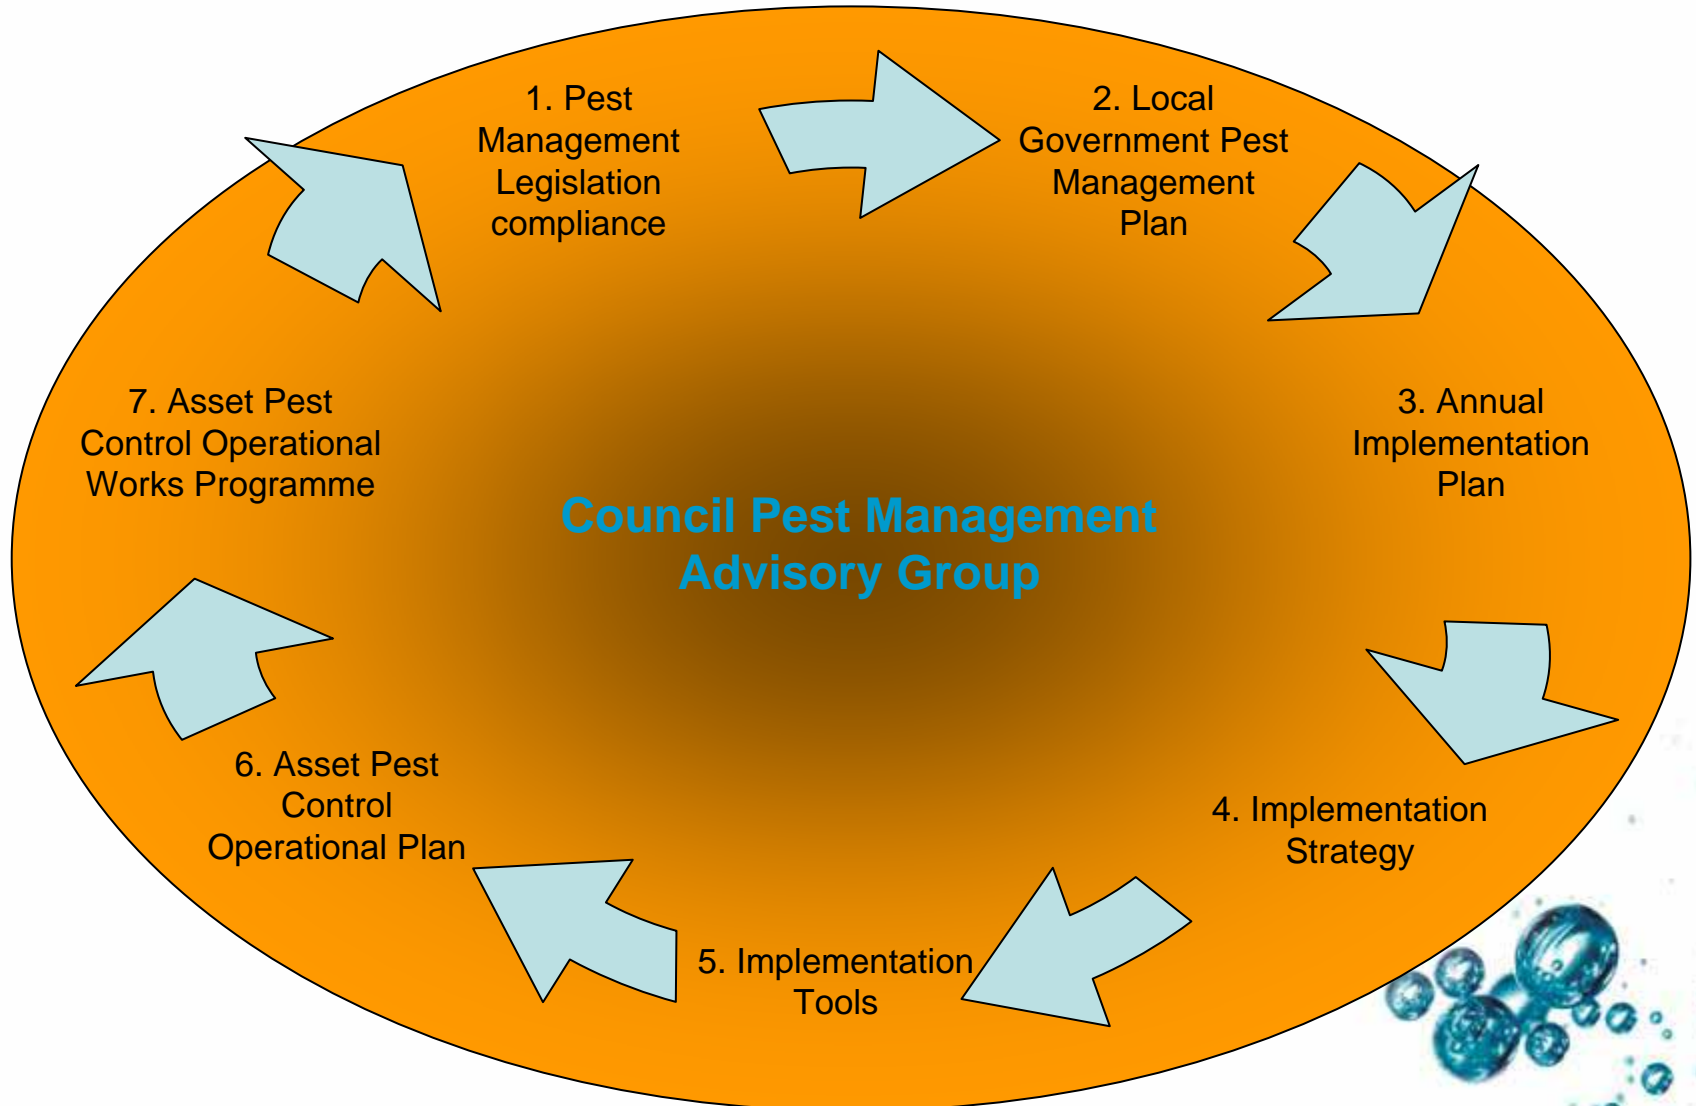 1. Pest
Management
Legislation
compliance
2. Local
Government Pest
Management
Plan
3. Annual
Implementation
Plan
4. Implementation
Strategy
5. Implementation
Tools
6. Asset Pest
Control
Operational Plan
7. Asset Pest
Control Operational
Works Programme
Council Pest Management
Advisory Group